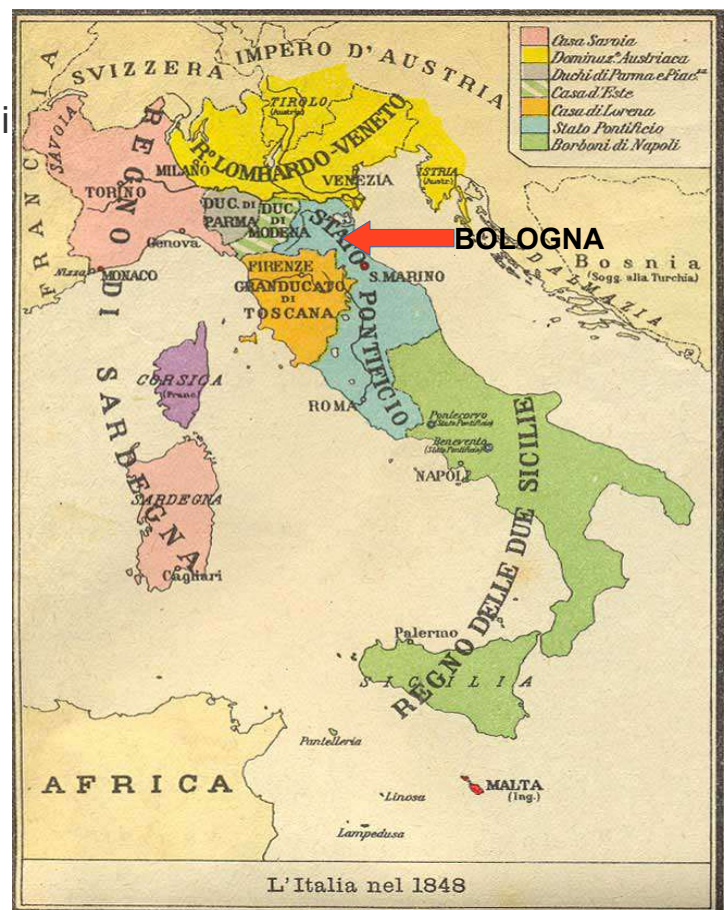 i
Casa Savoia
Dominaz.e Austriaca
Duchi di Parma e Piac.za
Casa d'Este
Casa di Lorena
Stato Pontificio
Borboni di Napoli
FRANCIA
SVIZZERA
IMPERO D'AUSTRIA
SAVOIA
TIROLO
(Austria)
R.o LOMBARDO-VENETO
MILANO
VENEZIA
ISTRIA
(Austr.)
TORINO
DUC. DI
PARMA
DUC.
DI
MODENA
Genova
STATO PONTIFICIO
BOLOGNA
Bosnia
(Sogg. alla Turchia)
DALMAZIA
Nizza
MONACO
FIRENZE
GRANDUCATO
DI
TOSCANA
S. MARINO
REGNO DI SARDEGNA
CORSICA
(Franc.)
ROMA
Pontecorvo
(Stato Pontificio)
Benevento
(Stato Pontificio)
NAPOLI
SARDEGNA
Cagliari
REGNO DELLE DUE SICILIE
Palermo
SICILIA
Pantelleria
AFRICA
MALTA
(Ing.)
Linosa
Lampedusa
L'Italia nel 1848